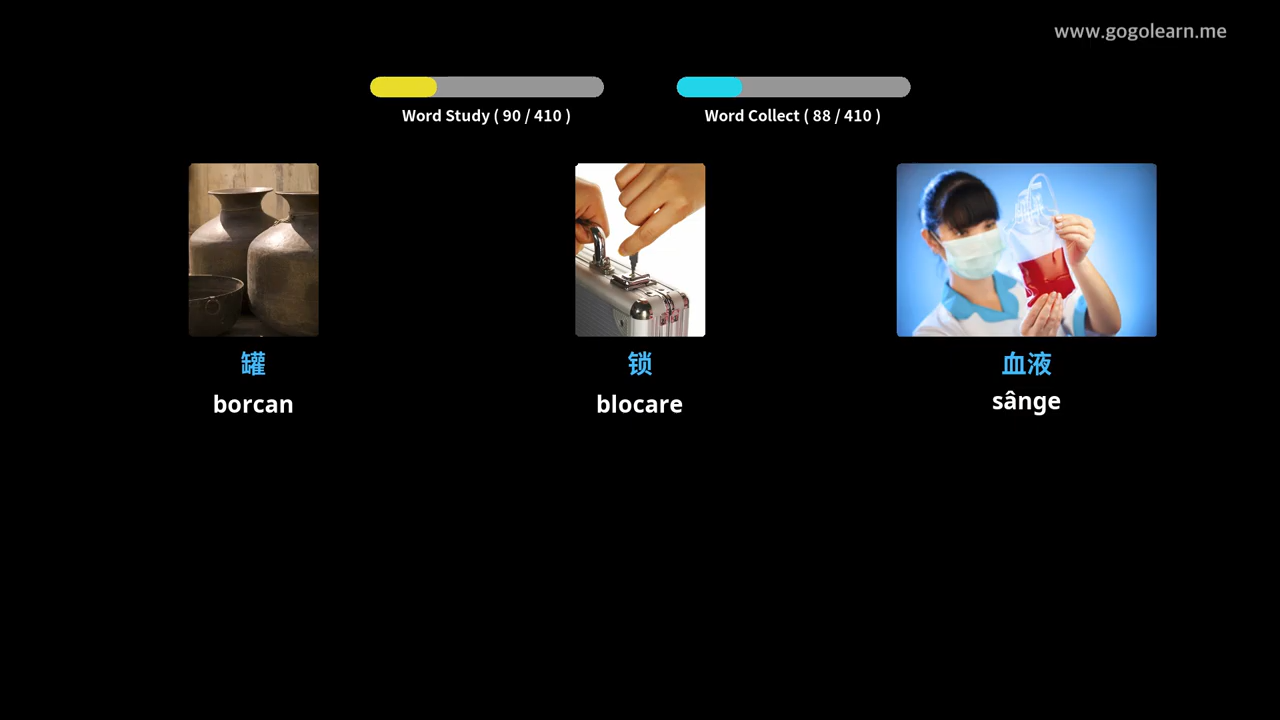 www.gogolearn.me
Word Study ( 90 / 410 )
Word Collect ( 88 / 410 )
罐
锁
血液
borcan
blocare
sânge